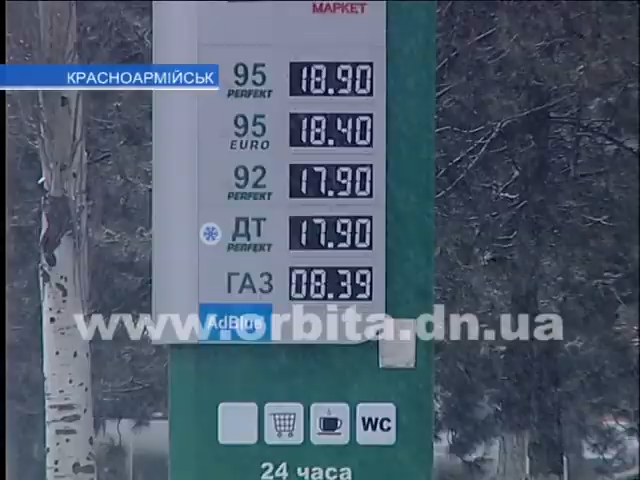 МАРКЕТ
КРАСНОАРМІЙСЬК
95 PERFEKT 18.90
95 EURO 18.40
92 PERFEKT 17.90
ДТ PERFEKT 17.90
ГАЗ 08.39
AdBlue
www.orbita.dn.ua
WC
24 часа